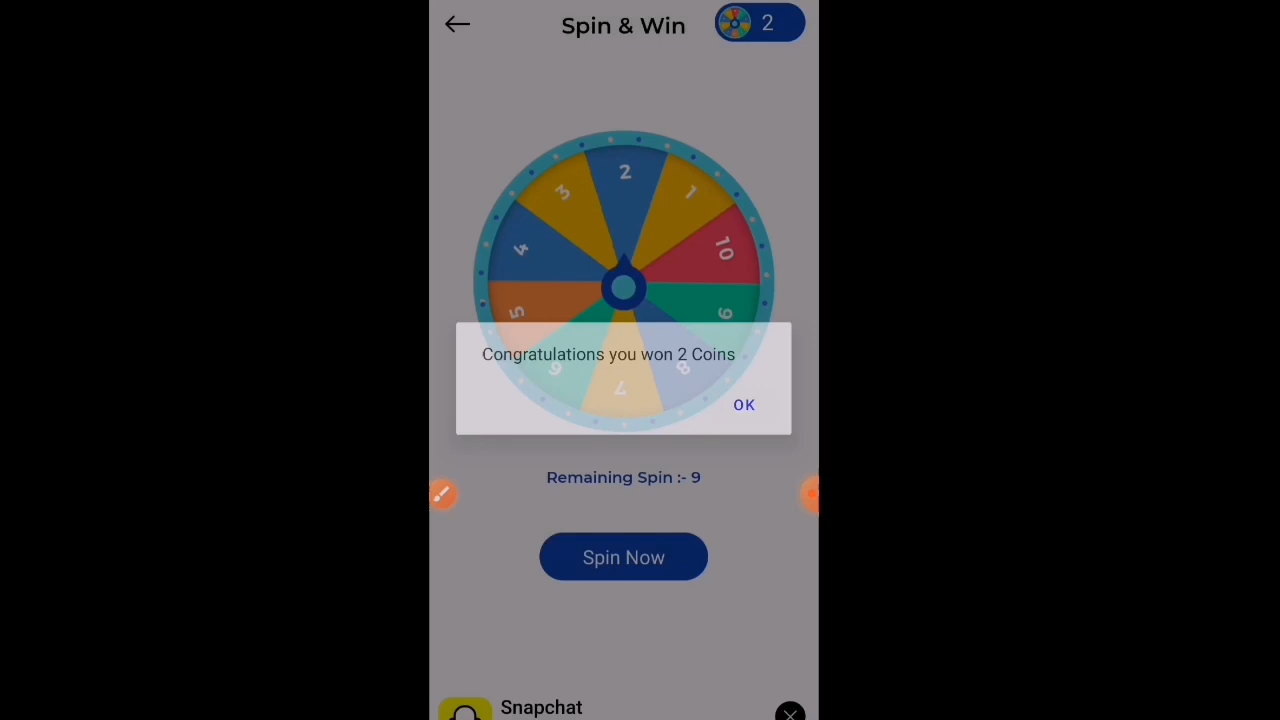 Spin & Win
2
2
3
1
4
10
5
9
6
8
7
Congratulations you won 2 Coins
OK
Remaining Spin :- 9
Spin Now
Snapchat